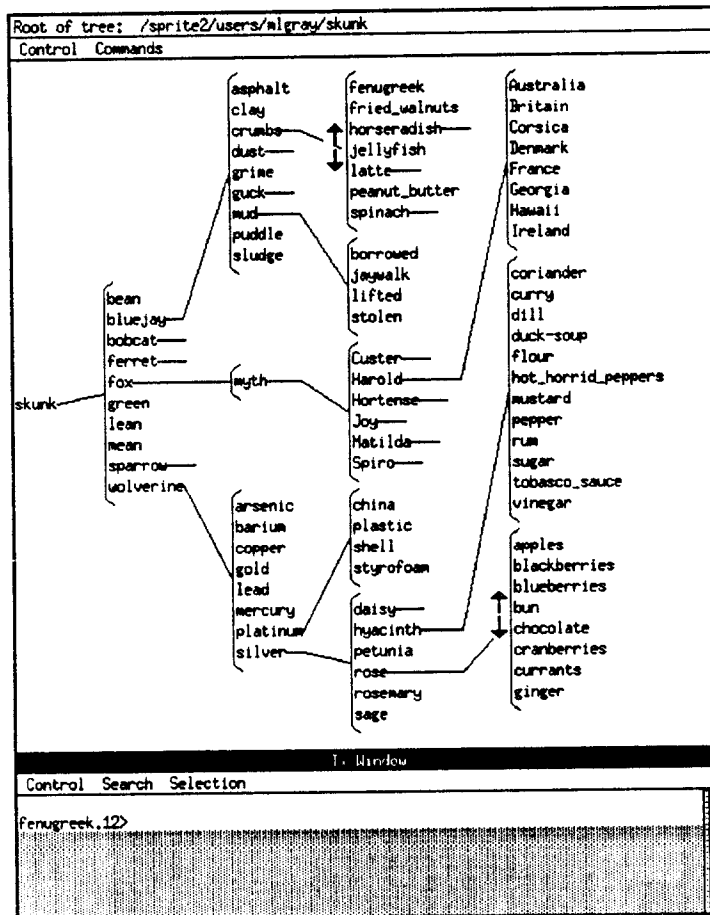 Root of tree: /sprite2/users/mlgray/skunk
Control Commands
skunk
bean
bluejay
bobcat
ferret
fox
green
lean
mean
sparrow
wolverine
asphalt
clay
crumbs
dust
grime
guck
mud
puddle
sludge
myth
arsenic
barium
copper
gold
lead
mercury
platinum
silver
fenugreek
fried_walnuts
horseradish
jellyfish
latte
peanut_butter
spinach
borrowed
jaywalk
lifted
stolen
Custer
Harold
Hortense
Joy
Matilda
Spiro
china
plastic
shell
styrofoam
daisy
hyacinth
petunia
rose
rosemary
sage
Australia
Britain
Corsica
Denmark
France
Georgia
Hawaii
Ireland
coriander
curry
dill
duck-soup
flour
hot_horrid_peppers
mustard
pepper
rum
sugar
tobasco_sauce
vinegar
apples
blackberries
blueberries
bun
chocolate
cranberries
currants
ginger
Window
Control Search Selection
fenugreek.12>